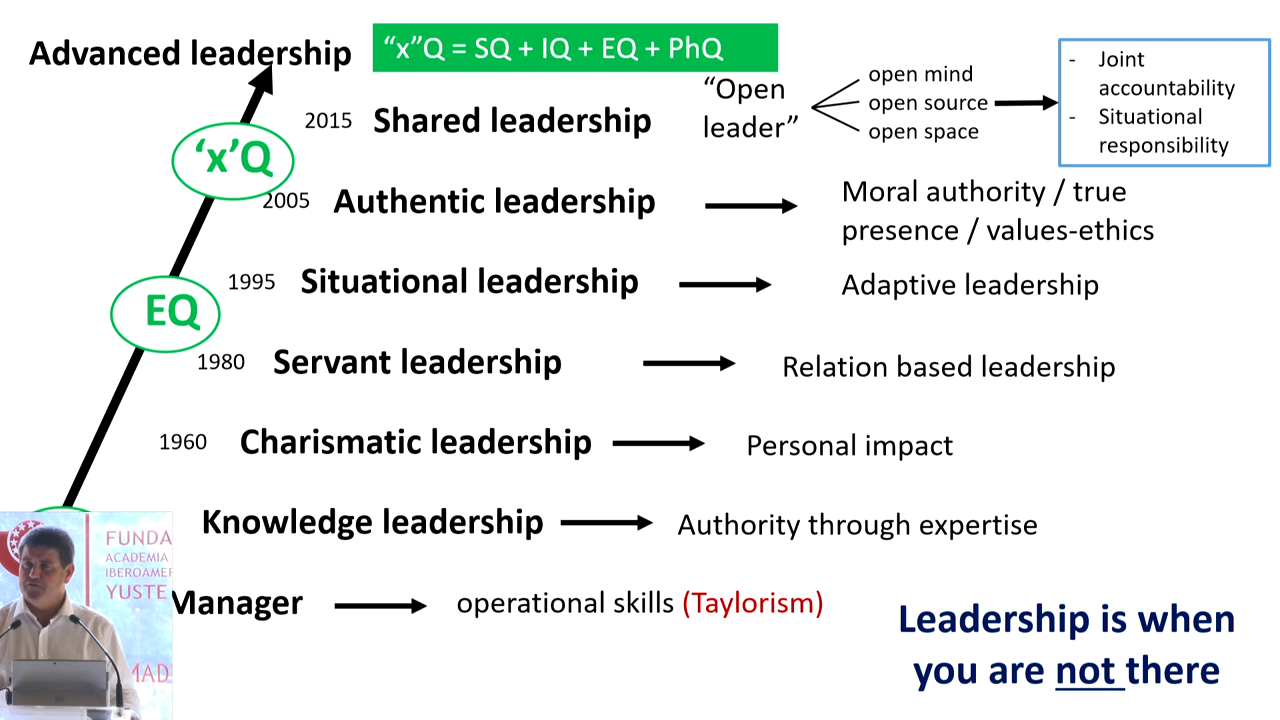 Advanced leadership
“x”Q = SQ + IQ + EQ + PhQ
2015 Shared leadership
“Open
leader”
open mind
open source
open space
- Joint
accountability
- Situational
responsibility
‘x’Q
2005 Authentic leadership
Moral authority / true
presence / values-ethics
1995 Situational leadership
Adaptive leadership
EQ
1980 Servant leadership
Relation based leadership
1960 Charismatic leadership
Personal impact
Knowledge leadership
Authority through expertise
Manager
operational skills (Taylorism)
Leadership is when
you are not there
FUNDA
ACADEMIA
IBEROAMER
YUSTE
MAD